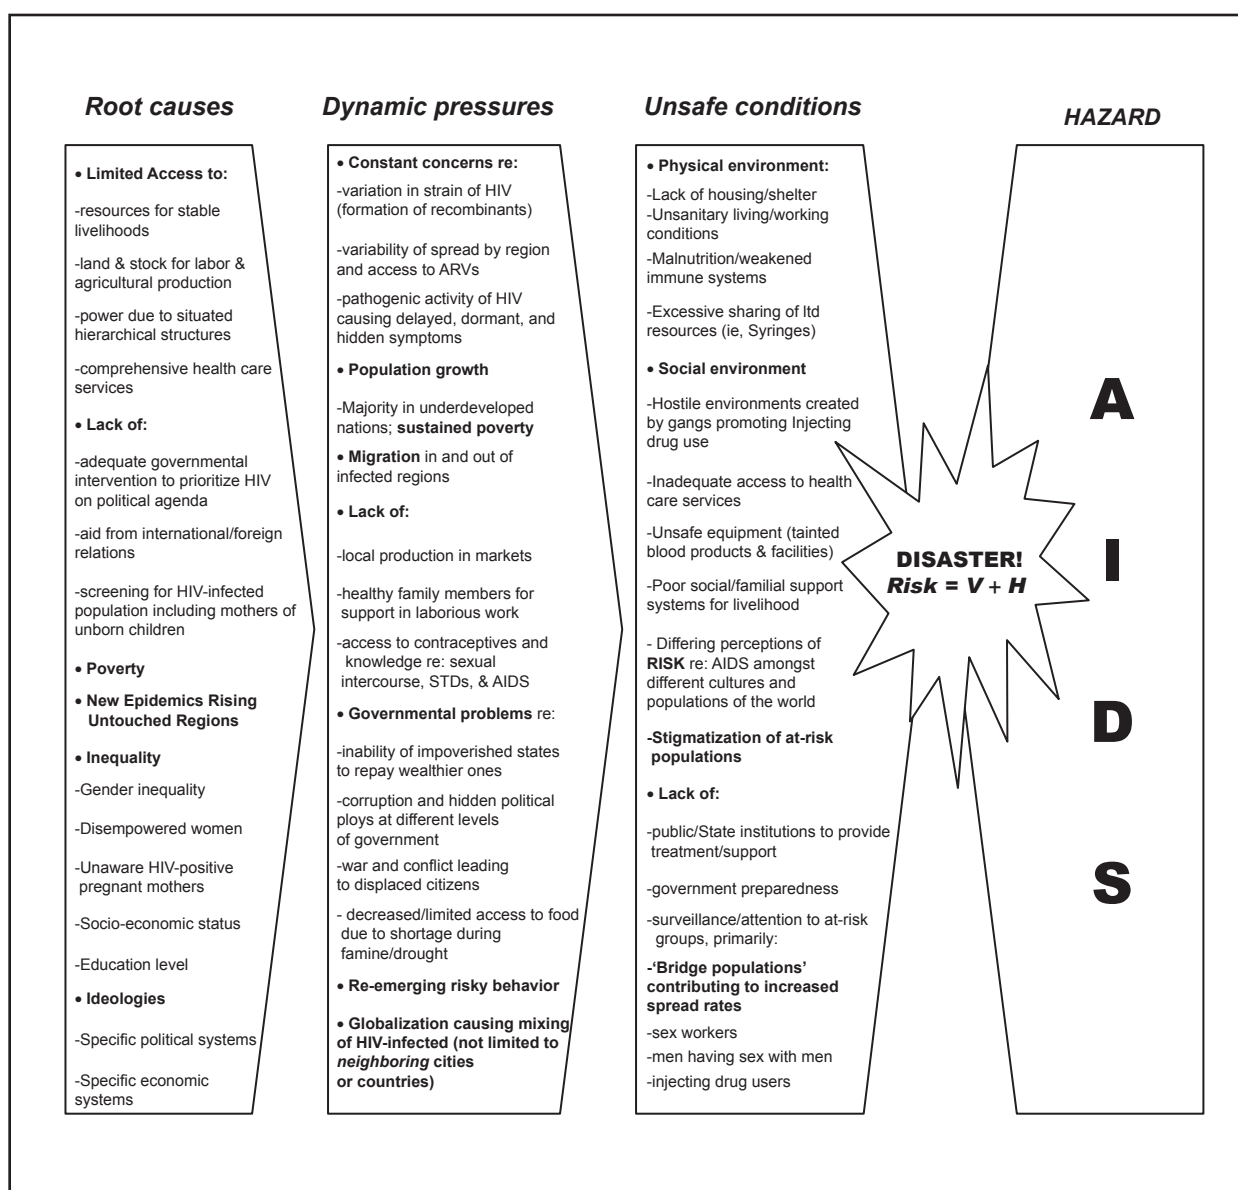 Root causes
• Limited Access to:
-resources for stable
livelihoods
-land & stock for labor &
agricultural production
-power due to situated
hierarchical structures
-comprehensive health care
services
• Lack of:
-adequate governmental
intervention to prioritize HIV
on political agenda
-aid from international/foreign
relations
-screening for HIV-infected
population including mothers of
unborn children
• Poverty
• New Epidemics Rising
Untouched Regions
• Inequality
-Gender inequality
-Disempowered women
-Unaware HIV-positive
pregnant mothers
-Socio-economic status
-Education level
• Ideologies
-Specific political systems
-Specific economic
systems
Dynamic pressures
• Constant concerns re:
-variation in strain of HIV
(formation of recombinants)
-variability of spread by region
and access to ARVs
-pathogenic activity of HIV
causing delayed, dormant, and
hidden symptoms
• Population growth
-Majority in underdeveloped
nations; sustained poverty
• Migration in and out of
infected regions
• Lack of:
-local production in markets
-healthy family members for
support in laborious work
-access to contraceptives and
knowledge re: sexual
intercourse, STDs, & AIDS
• Governmental problems re:
-inability of impoverished states
to repay wealthier ones
-corruption and hidden political
ploys at different levels
of government
-war and conflict leading
to displaced citizens
- decreased/limited access to food
due to shortage during
famine/drought
• Re-emerging risky behavior
• Globalization causing mixing
of HIV-infected (not limited to
neighboring cities
or countries)
Unsafe conditions
• Physical environment:
-Lack of housing/shelter
-Unsanitary living/working
conditions
-Malnutrition/weakened
immune systems
-Excessive sharing of ltd
resources (ie, Syringes)
• Social environment
-Hostile environments created
by gangs promoting Injecting
drug use
-Inadequate access to health
care services
-Unsafe equipment (tainted
blood products & facilities)
-Poor social/familial support
systems for livelihood
- Differing perceptions of
RISK re: AIDS amongst
different cultures and
populations of the world
-Stigmatization of at-risk
populations
• Lack of:
-public/State institutions to provide
treatment/support
-government preparedness
-surveillance/attention to at-risk
groups, primarily:
-‘Bridge populations’
contributing to increased
spread rates
-sex workers
-men having sex with men
-injecting drug users
DISASTER!
Risk = V + H
HAZARD
A
I
D
S